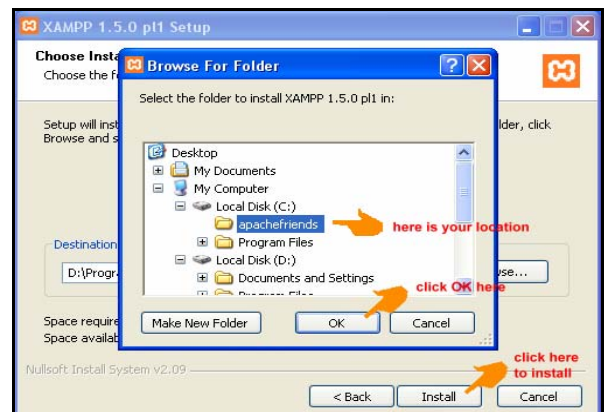 XAMPP 1.5.0 pl1 Setup
Choose Insta
Choose the f
Browse For Folder
Select the folder to install XAMPP 1.5.0 pl1 in:
Setup will inst
lder, click
Browse and s
Desktop
My Documents
My Computer
Local Disk (C:)
apachefriends
here is your location
Program Files
Local Disk (D:)
Documents and Settings
Program Files
click OK here
Destination
D:\Progra
se...
Make New Folder
OK
Cancel
Space require
Space availab
click here
to install
Nullsoft Install System v2.09
< Back
Install
Cancel